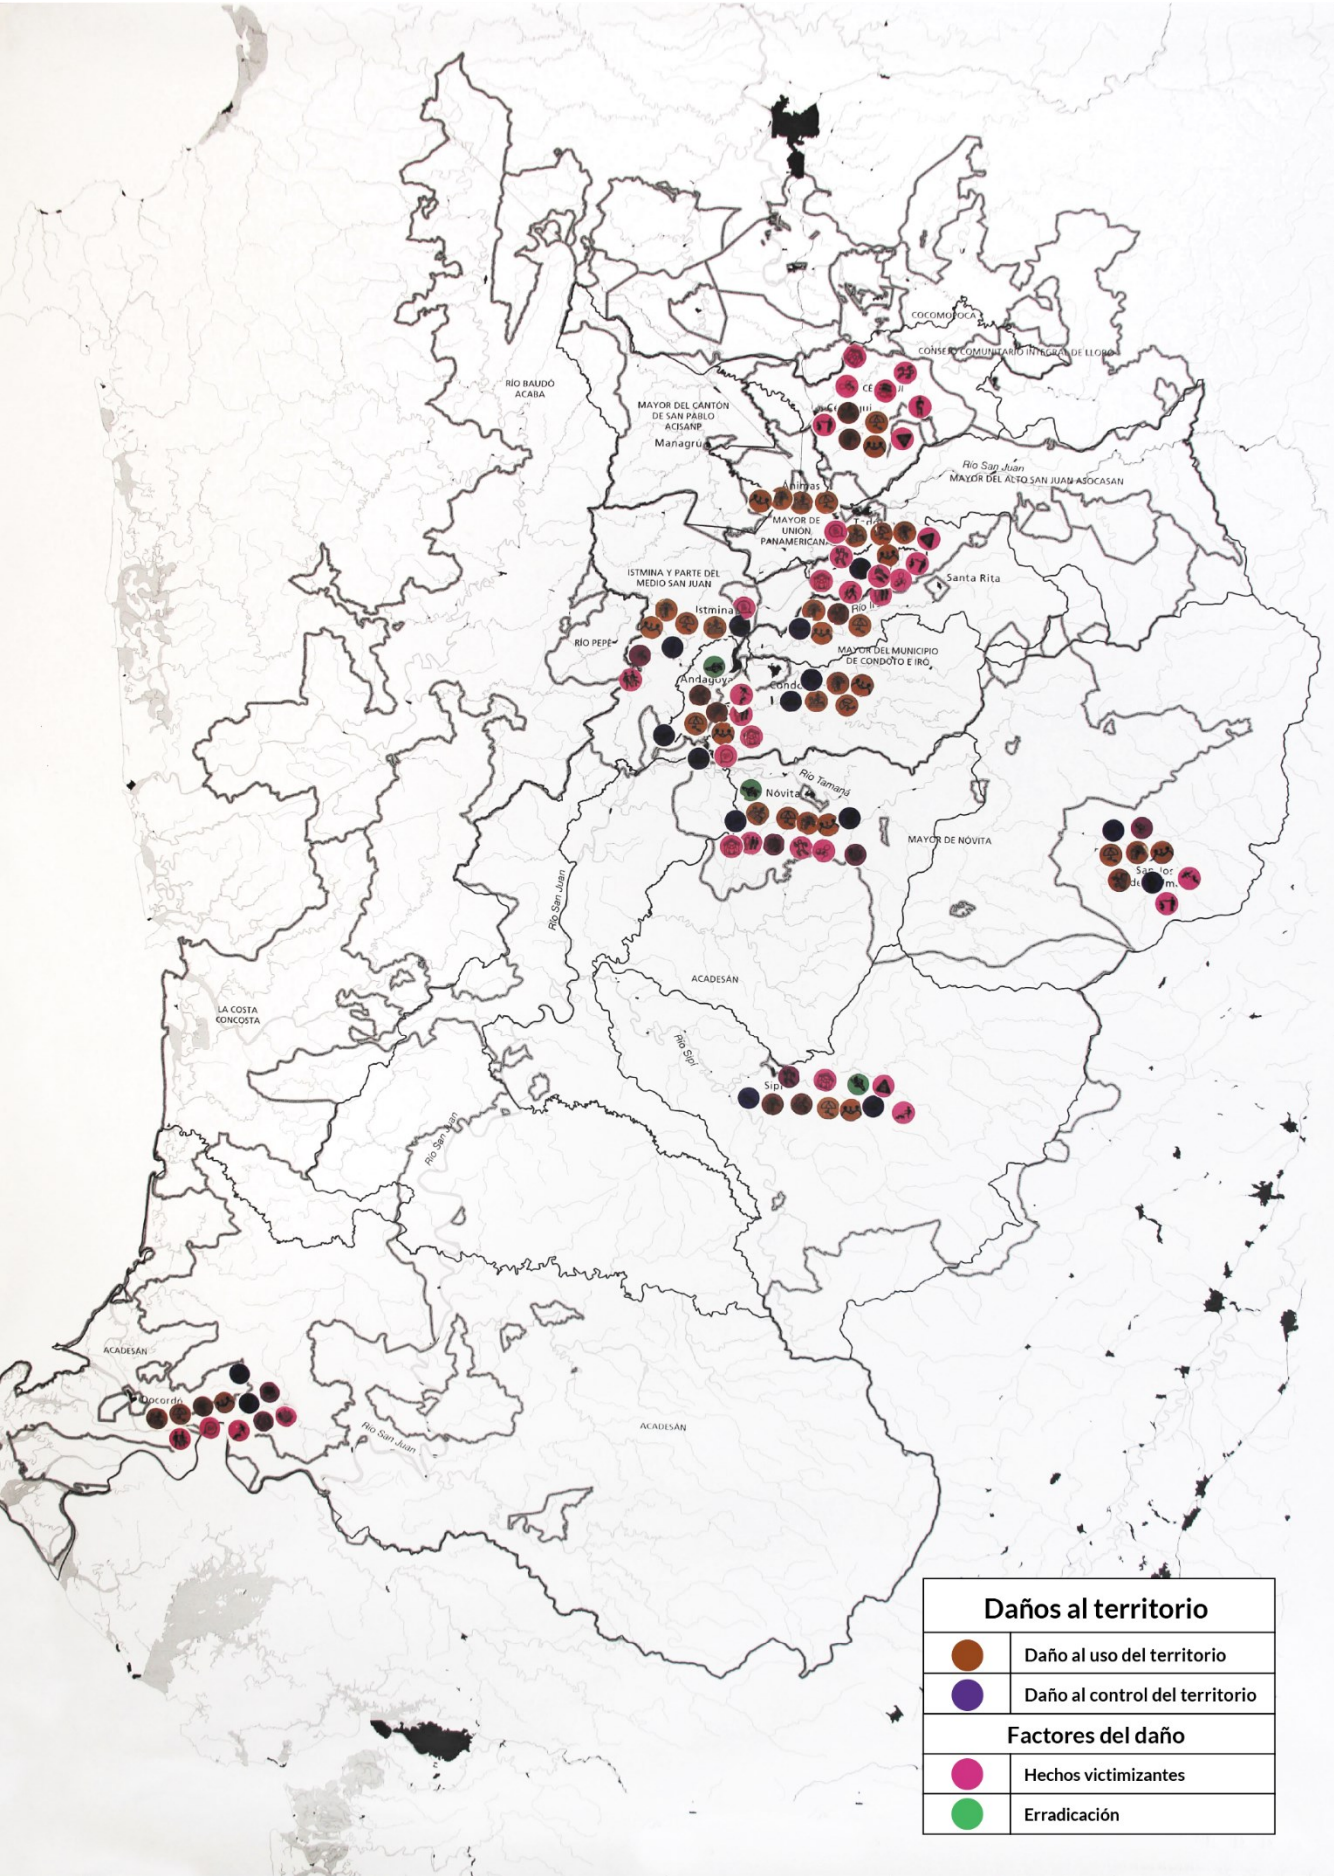 COCOMOPOCA
CONSEJO COMUNITARIO INTEGRAL DE LLORÓ
RÍO BAUDÓ
ACABA
MAYOR DEL CANTÓN
DE SAN PABLO
ACISANP
Managrú
Río San Juan
MAYOR DEL ALTO SAN JUAN ASOCASAN
Ánimas
MAYOR DE
UNIÓN
PANAMERICANA
ISTMINA Y PARTE DEL
MEDIO SAN JUAN
Santa Rita
Istmina
RÍO PEPÉ
MAYOR DEL MUNICIPIO
DE CONDOTO E IRÓ
Andagoya
Río Tamaná
Nóvita
MAYOR DE NÓVITA
Río San Juan
ACADESÁN
LA COSTA
CONCOSTA
Río Sipí
Sipí
Río San Juan
ACADESÁN
Docordó
Río San Juan
ACADESÁN
Daños al territorio
Daño al uso del territorio
Daño al control del territorio
Factores del daño
Hechos victimizantes
Erradicación